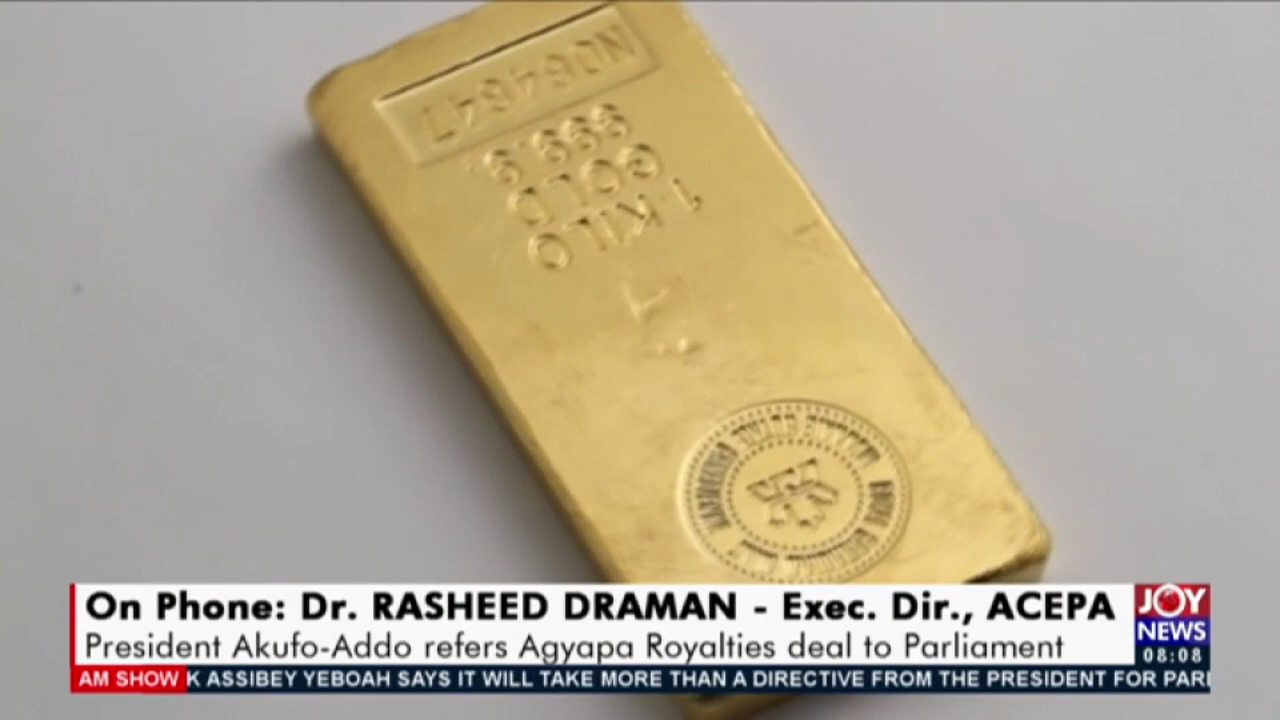 NO64847
999.9
GOLD
1 KILO
On Phone: Dr. RASHEED DRAMAN - Exec. Dir., ACEPA
President Akufo-Addo refers Agyapa Royalties deal to Parliament
JOY
NEWS
08:08
AM SHOW
K ASSIBEY YEBOAH SAYS IT WILL TAKE MORE THAN A DIRECTIVE FROM THE PRESIDENT FOR PARL